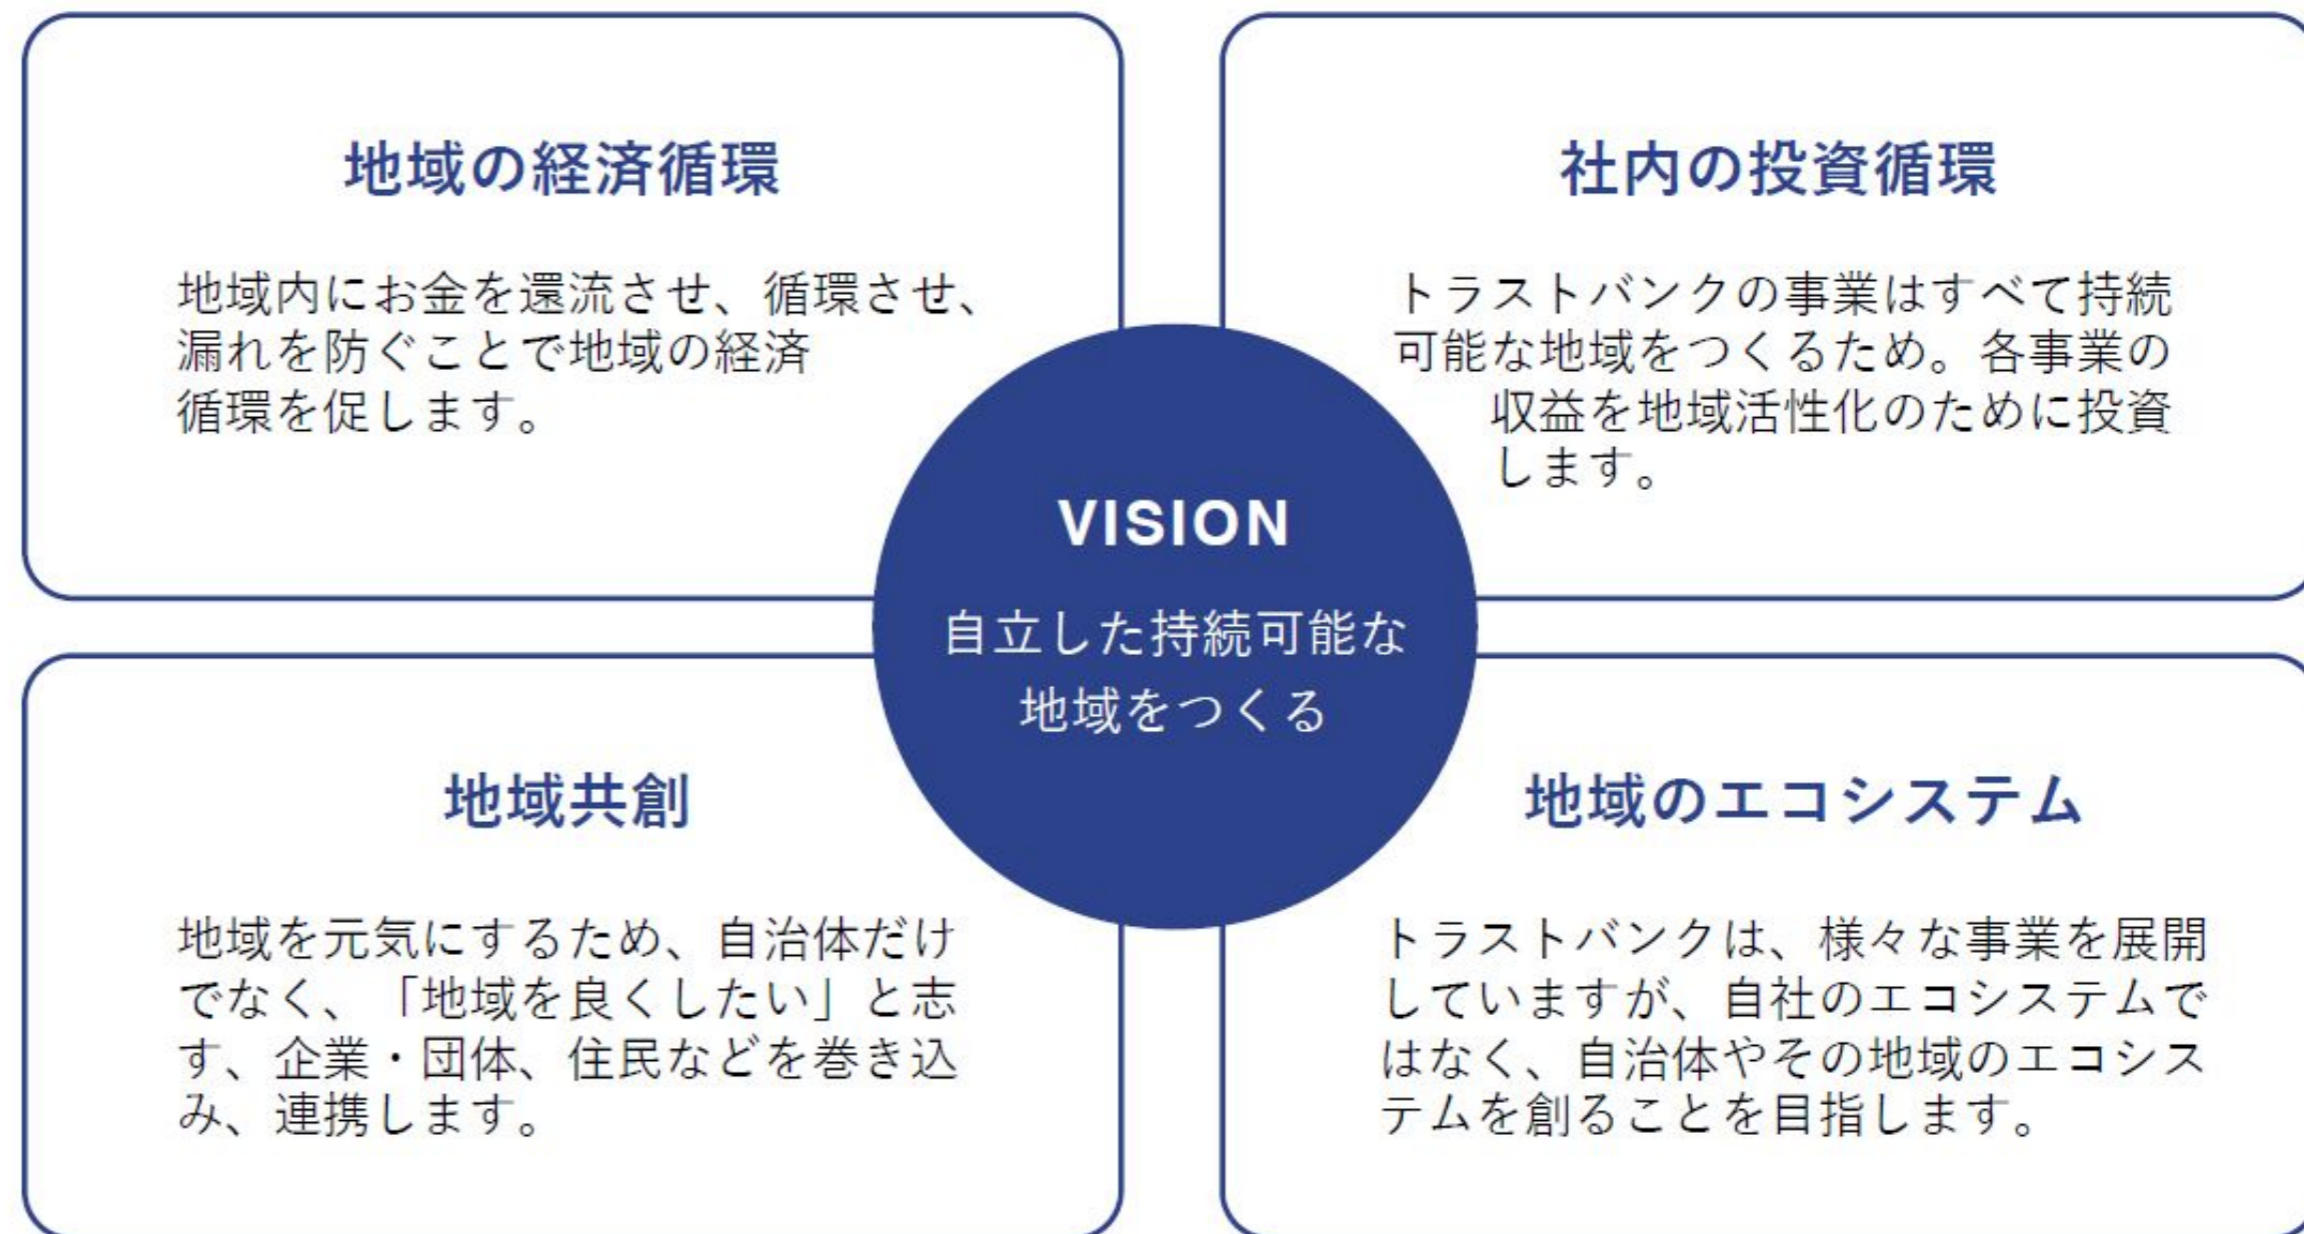 地域の経済循環
地域内にお金を還流させ、循環させ、
漏れを防ぐことで地域の経済
循環を促します。
社内の投資循環
トラストバンクの事業はすべて持続
可能な地域をつくるため。各事業の
収益を地域活性化のために投資
します。
VISION
自立した持続可能な
地域をつくる
地域共創
地域を元気にするため、自治体だけ
でなく、「地域を良くしたい」と志
す、企業・団体、住民などを巻き込
み、連携します。
地域のエコシステム
トラストバンクは、様々な事業を展開
していますが、自社のエコシステムで
はなく、自治体やその地域のエコシス
テムを創ることを目指します。